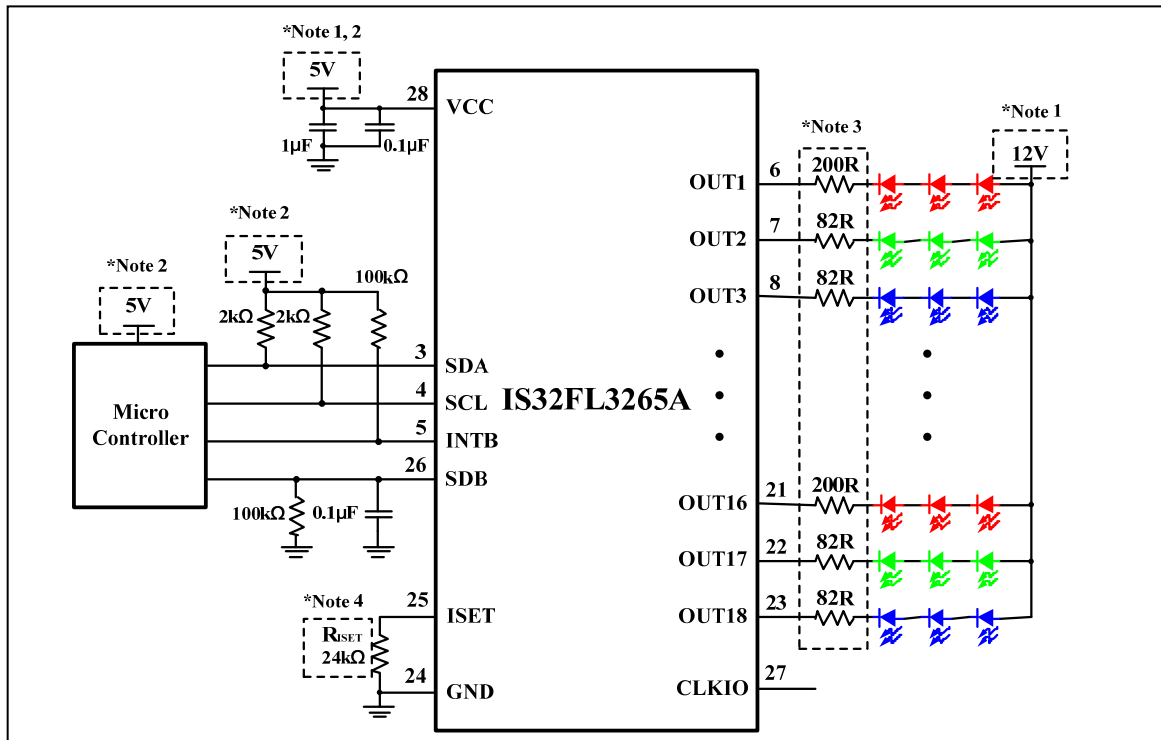 *Note 1, 2
5V
28
VCC
1µF
0.1µF
*Note 2
5V
100kΩ
*Note 2
5V
2kΩ
2kΩ
Micro
Controller
3
SDA
4
SCL
5
INTB
26
SDB
100kΩ
0.1µF
*Note 4
RISET
24kΩ
25
ISET
24
GND
IS32FL3265A
*Note 3
*Note 1
12V
OUT1
6
200R
OUT2
7
82R
OUT3
8
82R
OUT16
21
200R
OUT17
22
82R
OUT18
23
82R
CLKIO
27